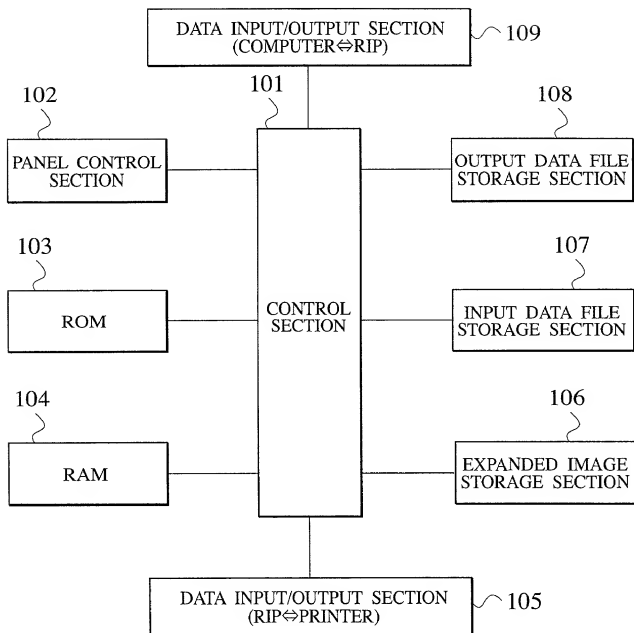 DATA INPUT/OUTPUT SECTION
(COMPUTER⇔RIP)
109
101
102
108
PANEL CONTROL
SECTION
OUTPUT DATA FILE
STORAGE SECTION
103
107
ROM
CONTROL
SECTION
INPUT DATA FILE
STORAGE SECTION
104
106
RAM
EXPANDED IMAGE
STORAGE SECTION
DATA INPUT/OUTPUT SECTION
(RIP⇔PRINTER)
105